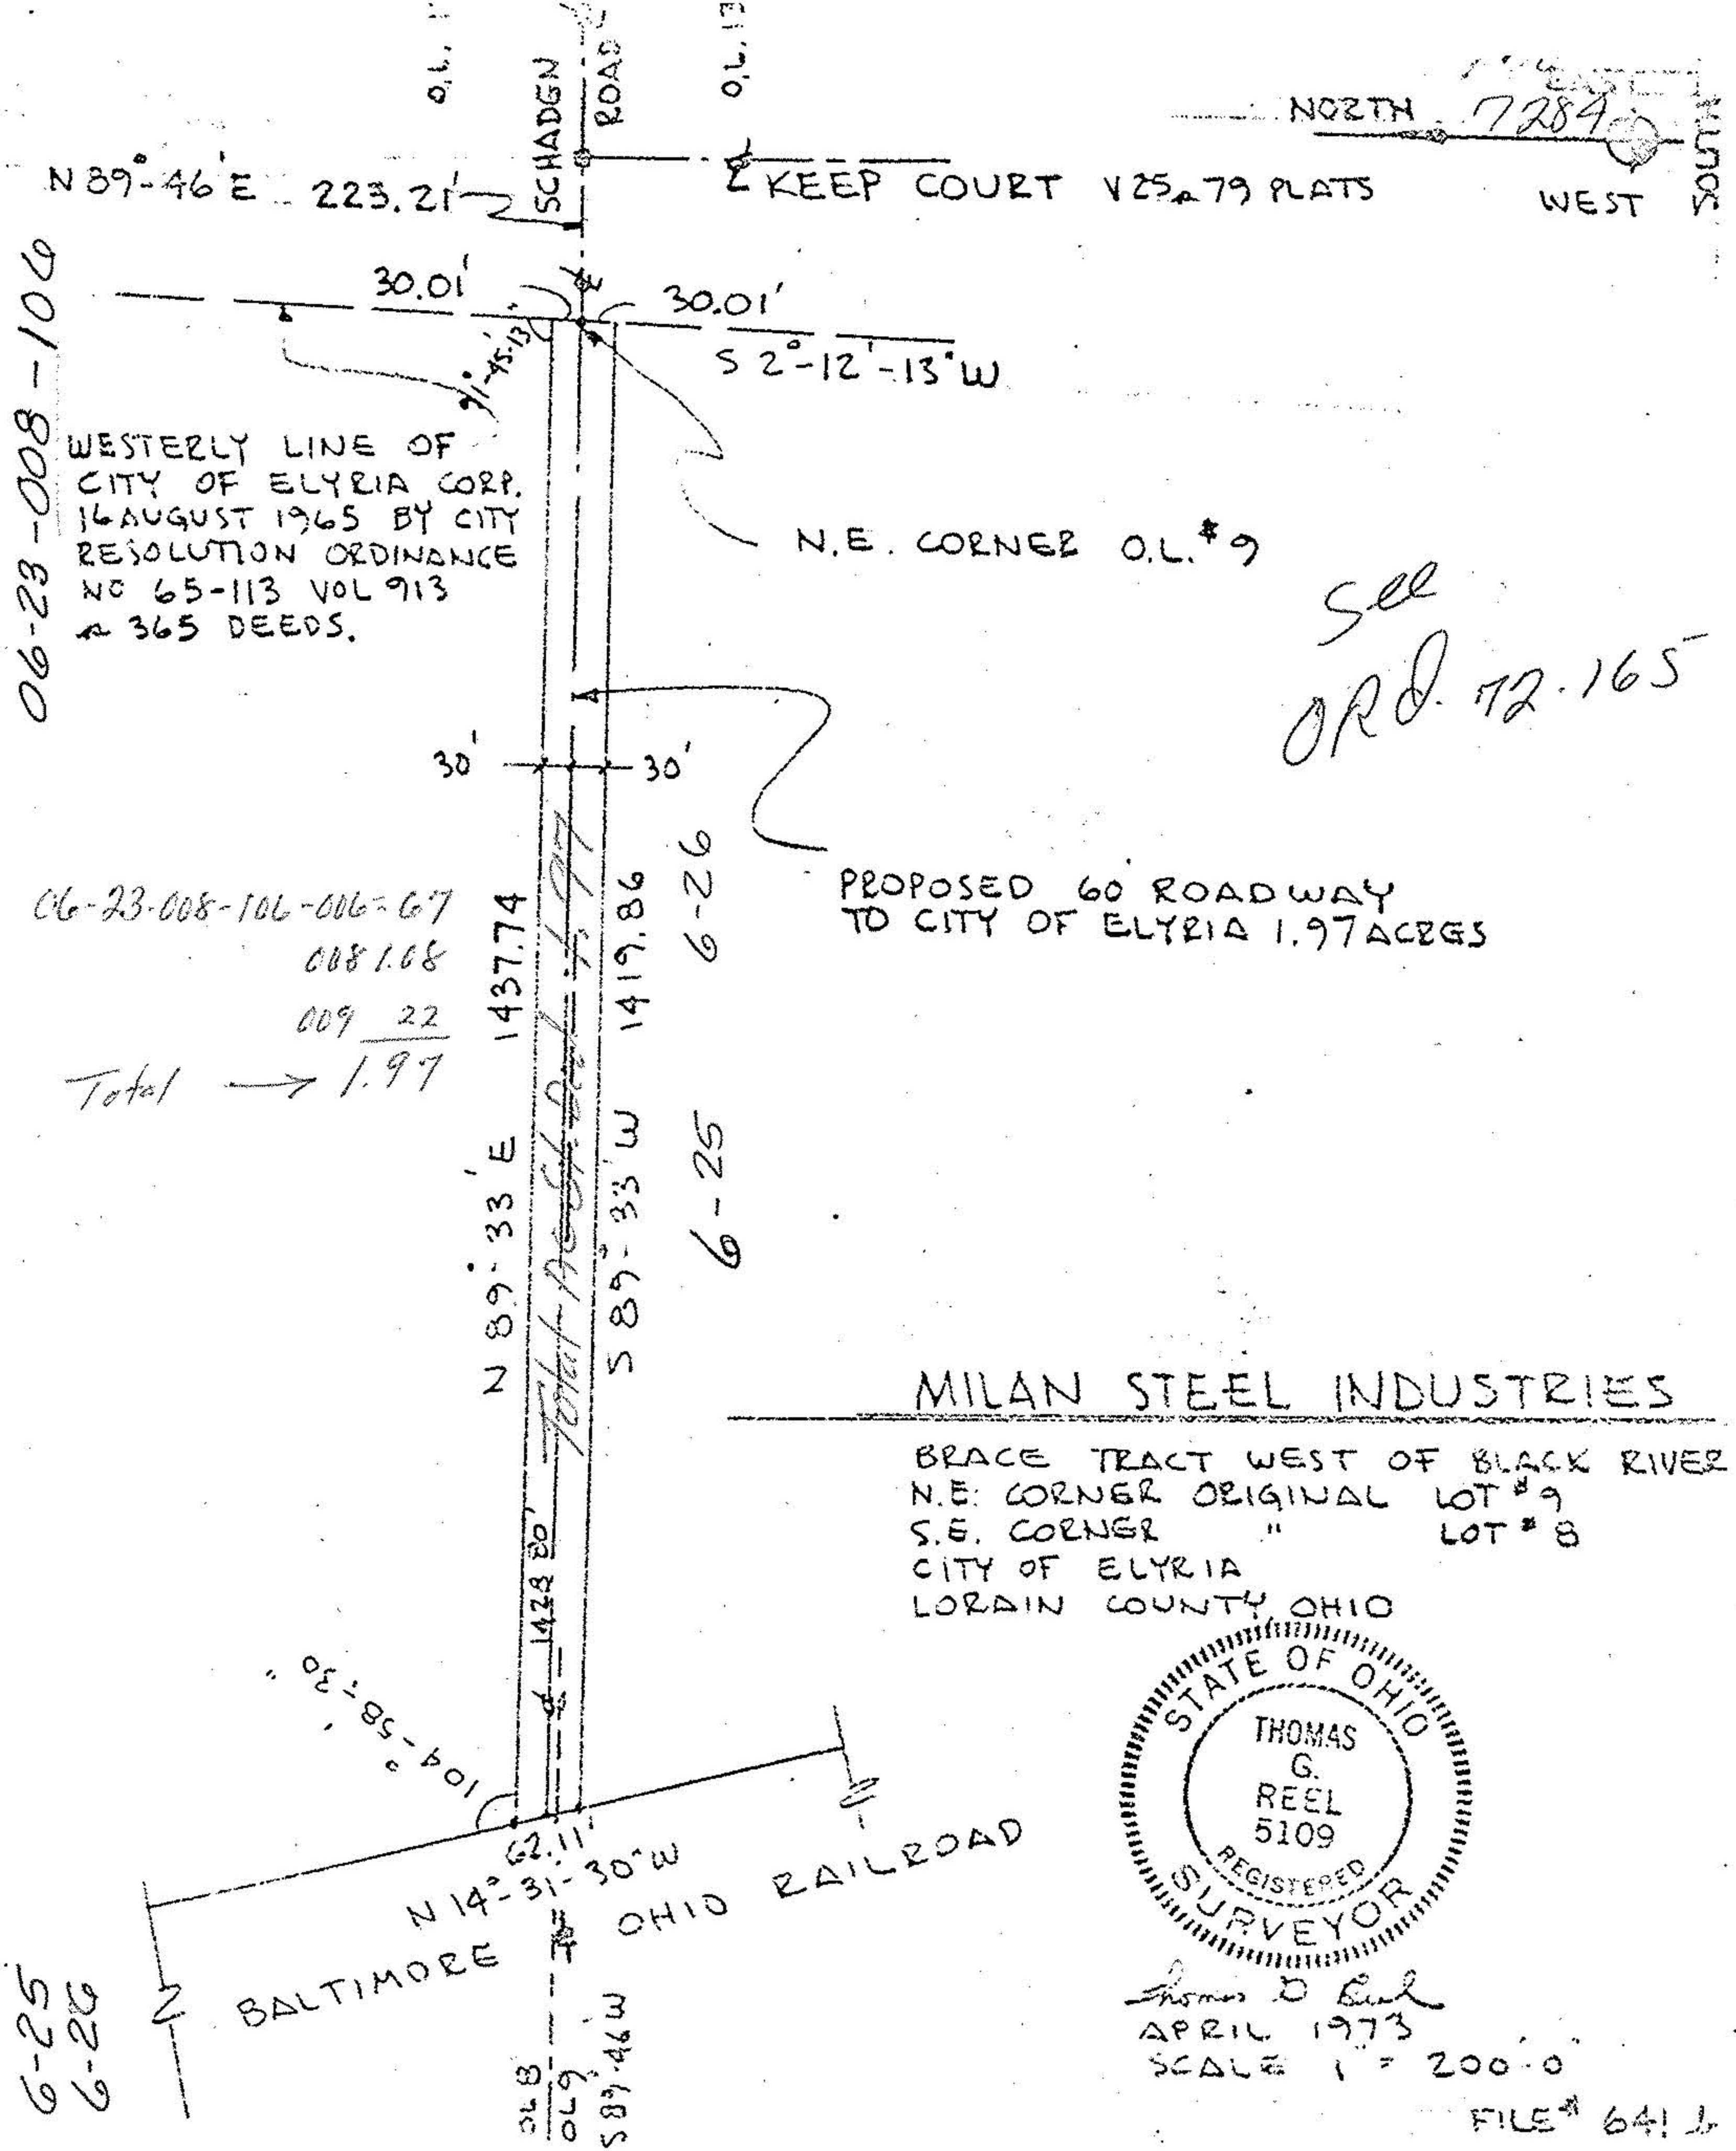 O.L.
SCHADEN
ROAD
O.L. 13
NORTH
7284
EAST
SOUTH
WEST
N 89°-46' E 223.21'
℄ KEEP COURT V25 P 79 PLATS
30.01'
30.01'
91°-45'-13"
S 2°-12'-13" W
06-23-008-106
WESTERLY LINE OF
CITY OF ELYRIA CORP.
16 AUGUST 1965 BY CITY
RESOLUTION ORDINANCE
NO 65-113 VOL 913
P 365 DEEDS.
N.E. CORNER O.L. #9
See
ORd. 72.165
30'
30'
PROPOSED 60' ROADWAY
TO CITY OF ELYRIA 1.97 ACRES
06-23-008-106-006=67
008 1.08
009 22
Total → 1.97
N 89°-33' E 1437.74
S 89°-33' W 1419.86
6-26
6-25
1428.80'
MILAN STEEL INDUSTRIES
BRACE TRACT WEST OF BLACK RIVER
N.E. CORNER ORIGINAL LOT #9
S.E. CORNER " LOT #8
CITY OF ELYRIA
LORAIN COUNTY, OHIO
STATE OF OHIO
THOMAS
G.
REEL
5109
REGISTERED
SURVEYOR
APRIL 1973
SCALE 1" = 200'-0"
FILE # 641
104°-58'-30"
62.11'
N 14°-31'-30" W
BALTIMORE & OHIO RAILROAD
OL 8
OL 9
S 89°-46' W
6-25
6-26